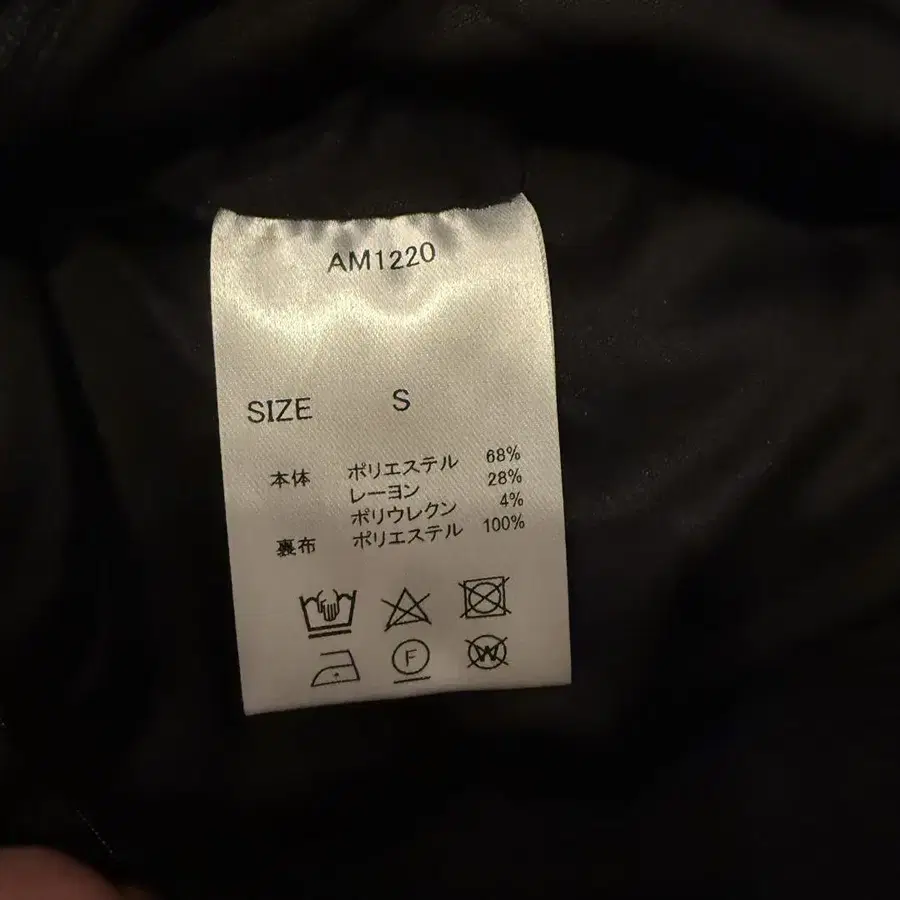 AM1220
SIZE S
本体 ポリエステル 68%
レーヨン 28%
ポリウレクン 4%
裏布 ポリエステル 100%
F
W